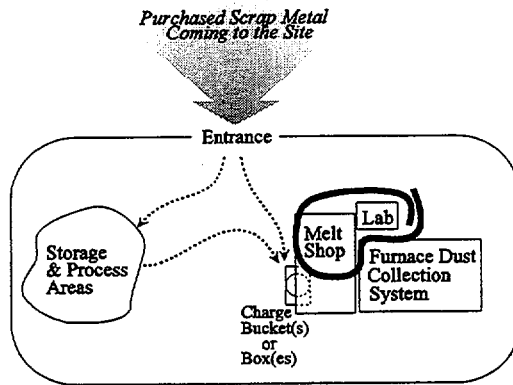 Purchased Scrap Metal
Coming to the Site
Entrance
Storage
& Process
Areas
Melt
Shop
Lab
Furnace Dust
Collection
System
Charge
Bucket(s)
or
Box(es)